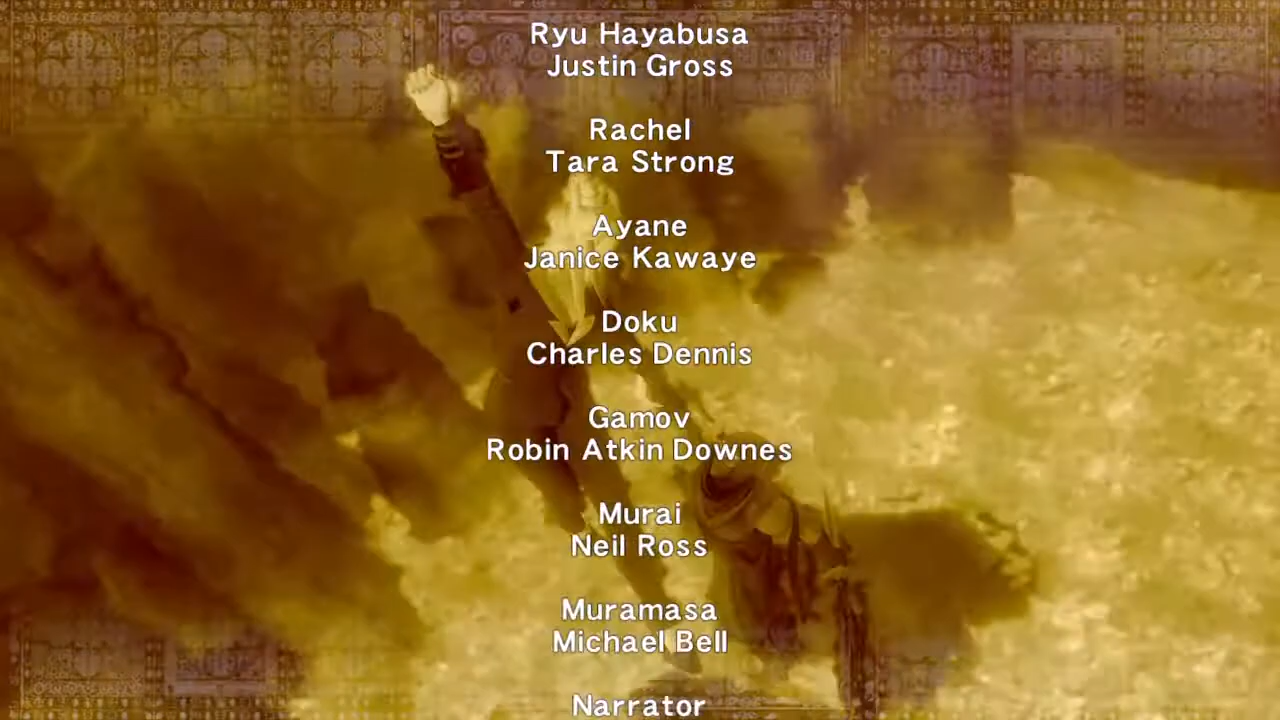 Ryu Hayabusa
Justin Gross
Rachel
Tara Strong
Ayane
Janice Kawaye
Doku
Charles Dennis
Gamov
Robin Atkin Downes
Murai
Neil Ross
Muramasa
Michael Bell
Narrator